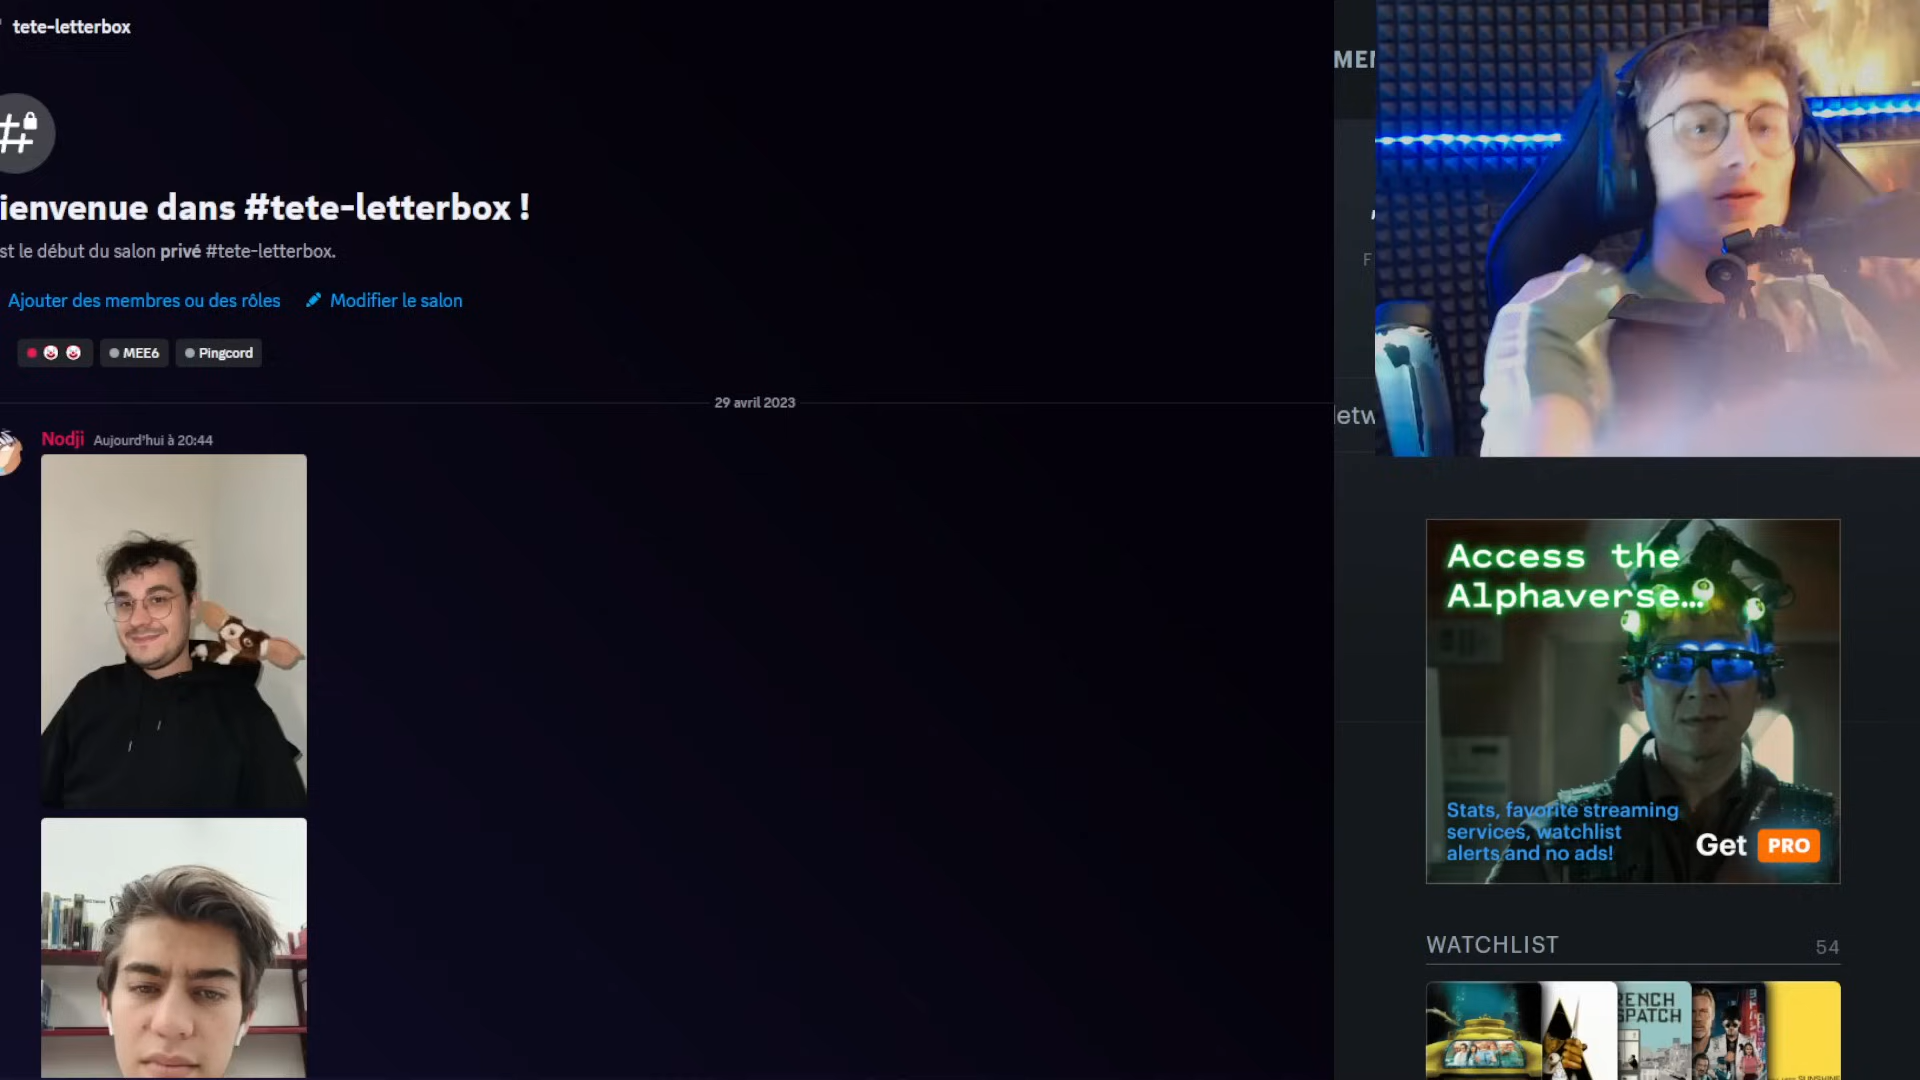 tete-letterbox
ienvenue dans #tete-letterbox !
st le début du salon privé #tete-letterbox.
Ajouter des membres ou des rôles
Modifier le salon
MEE6
Pingcord
29 avril 2023
Nodji Aujourd'hui à 20:44
MEI
F
letw
Access the
Alphaverse...
Stats, favorite streaming
services, watchlist
alerts and no ads!
Get PRO
WATCHLIST 54
RENCH
SPATCH